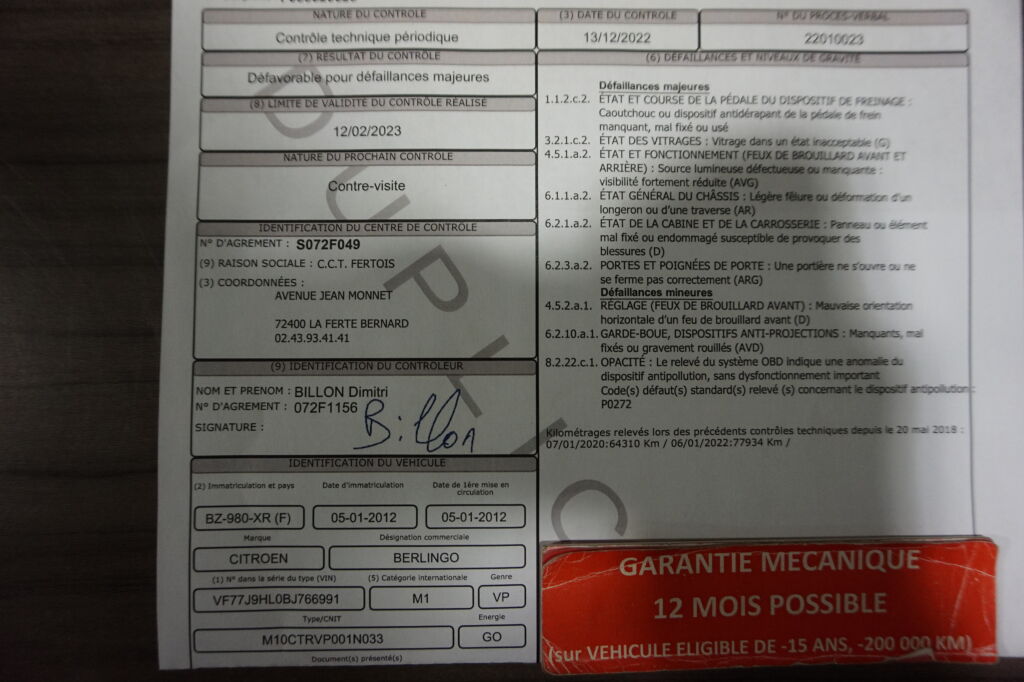 NATURE DU CONTRÔLE
Contrôle technique périodique
(3) DATE DU CONTRÔLE
13/12/2022
N° DU PROCÈS-VERBAL
22010023
(7) RÉSULTAT DU CONTRÔLE
Défavorable pour défaillances majeures
(8) LIMITE DE VALIDITÉ DU CONTRÔLE RÉALISÉ
12/02/2023
NATURE DU PROCHAIN CONTRÔLE
Contre-visite
IDENTIFICATION DU CENTRE DE CONTRÔLE
N° D'AGREMENT : S072F049
(9) RAISON SOCIALE : C.C.T. FERTOIS
(3) COORDONNÉES :
AVENUE JEAN MONNET
72400 LA FERTE BERNARD
02.43.93.41.41
(9) IDENTIFICATION DU CONTRÔLEUR
NOM ET PRENOM : BILLON Dimitri
N° D'AGREMENT : 072F1156
SIGNATURE :
Billon
IDENTIFICATION DU VÉHICULE
(2) Immatriculation et pays
Date d'immatriculation
Date de 1ère mise en
circulation
BZ-980-XR (F)
05-01-2012
05-01-2012
Marque
Désignation commerciale
CITROEN
BERLINGO
(1) N° dans la série du type (VIN)
(5) Catégorie internationale
Genre
VF77J9HL0BJ766991
M1
VP
Type/CNIT
Energie
M10CTRVP001N033
GO
Document(s) présenté(s)
(6) DÉFAILLANCES ET NIVEAUX DE GRAVITÉ
Défaillances majeures
1.1.2.c.2. ÉTAT ET COURSE DE LA PÉDALE DU DISPOSITIF DE FREINAGE :
Caoutchouc ou dispositif antidérapant de la pédale de frein
manquant, mal fixé ou usé
3.2.1.c.2. ÉTAT DES VITRAGES : Vitrage dans un état inacceptable (G)
4.5.1.a.2. ÉTAT ET FONCTIONNEMENT (FEUX DE BROUILLARD AVANT ET
ARRIÈRE) : Source lumineuse défectueuse ou manquante :
visibilité fortement réduite (AVG)
6.1.1.a.2. ÉTAT GÉNÉRAL DU CHÂSSIS : Légère fêlure ou déformation d'un
longeron ou d'une traverse (AR)
6.2.1.a.2. ÉTAT DE LA CABINE ET DE LA CARROSSERIE : Panneau ou élément
mal fixé ou endommagé susceptible de provoquer des
blessures (D)
6.2.3.a.2. PORTES ET POIGNÉES DE PORTE : Une portière ne s'ouvre ou ne
se ferme pas correctement (ARG)
Défaillances mineures
4.5.2.a.1. RÉGLAGE (FEUX DE BROUILLARD AVANT) : Mauvaise orientation
horizontale d'un feu de brouillard avant (D)
6.2.10.a.1. GARDE-BOUE, DISPOSITIFS ANTI-PROJECTIONS : Manquants, mal
fixés ou gravement rouillés (AVD)
8.2.22.c.1. OPACITÉ : Le relevé du système OBD indique une anomalie du
dispositif antipollution, sans dysfonctionnement important
Code(s) défaut(s) standard(s) relevé (s) concernant le dispositif antipollution :
P0272
Kilométrages relevés lors des précédents contrôles techniques depuis le 20 mai 2018 :
07/01/2020:64310 Km / 06/01/2022:77934 Km /
DUPLIC
GARANTIE MECANIQUE
12 MOIS POSSIBLE
(sur VEHICULE ELIGIBLE DE -15 ANS, -200 000 KM)